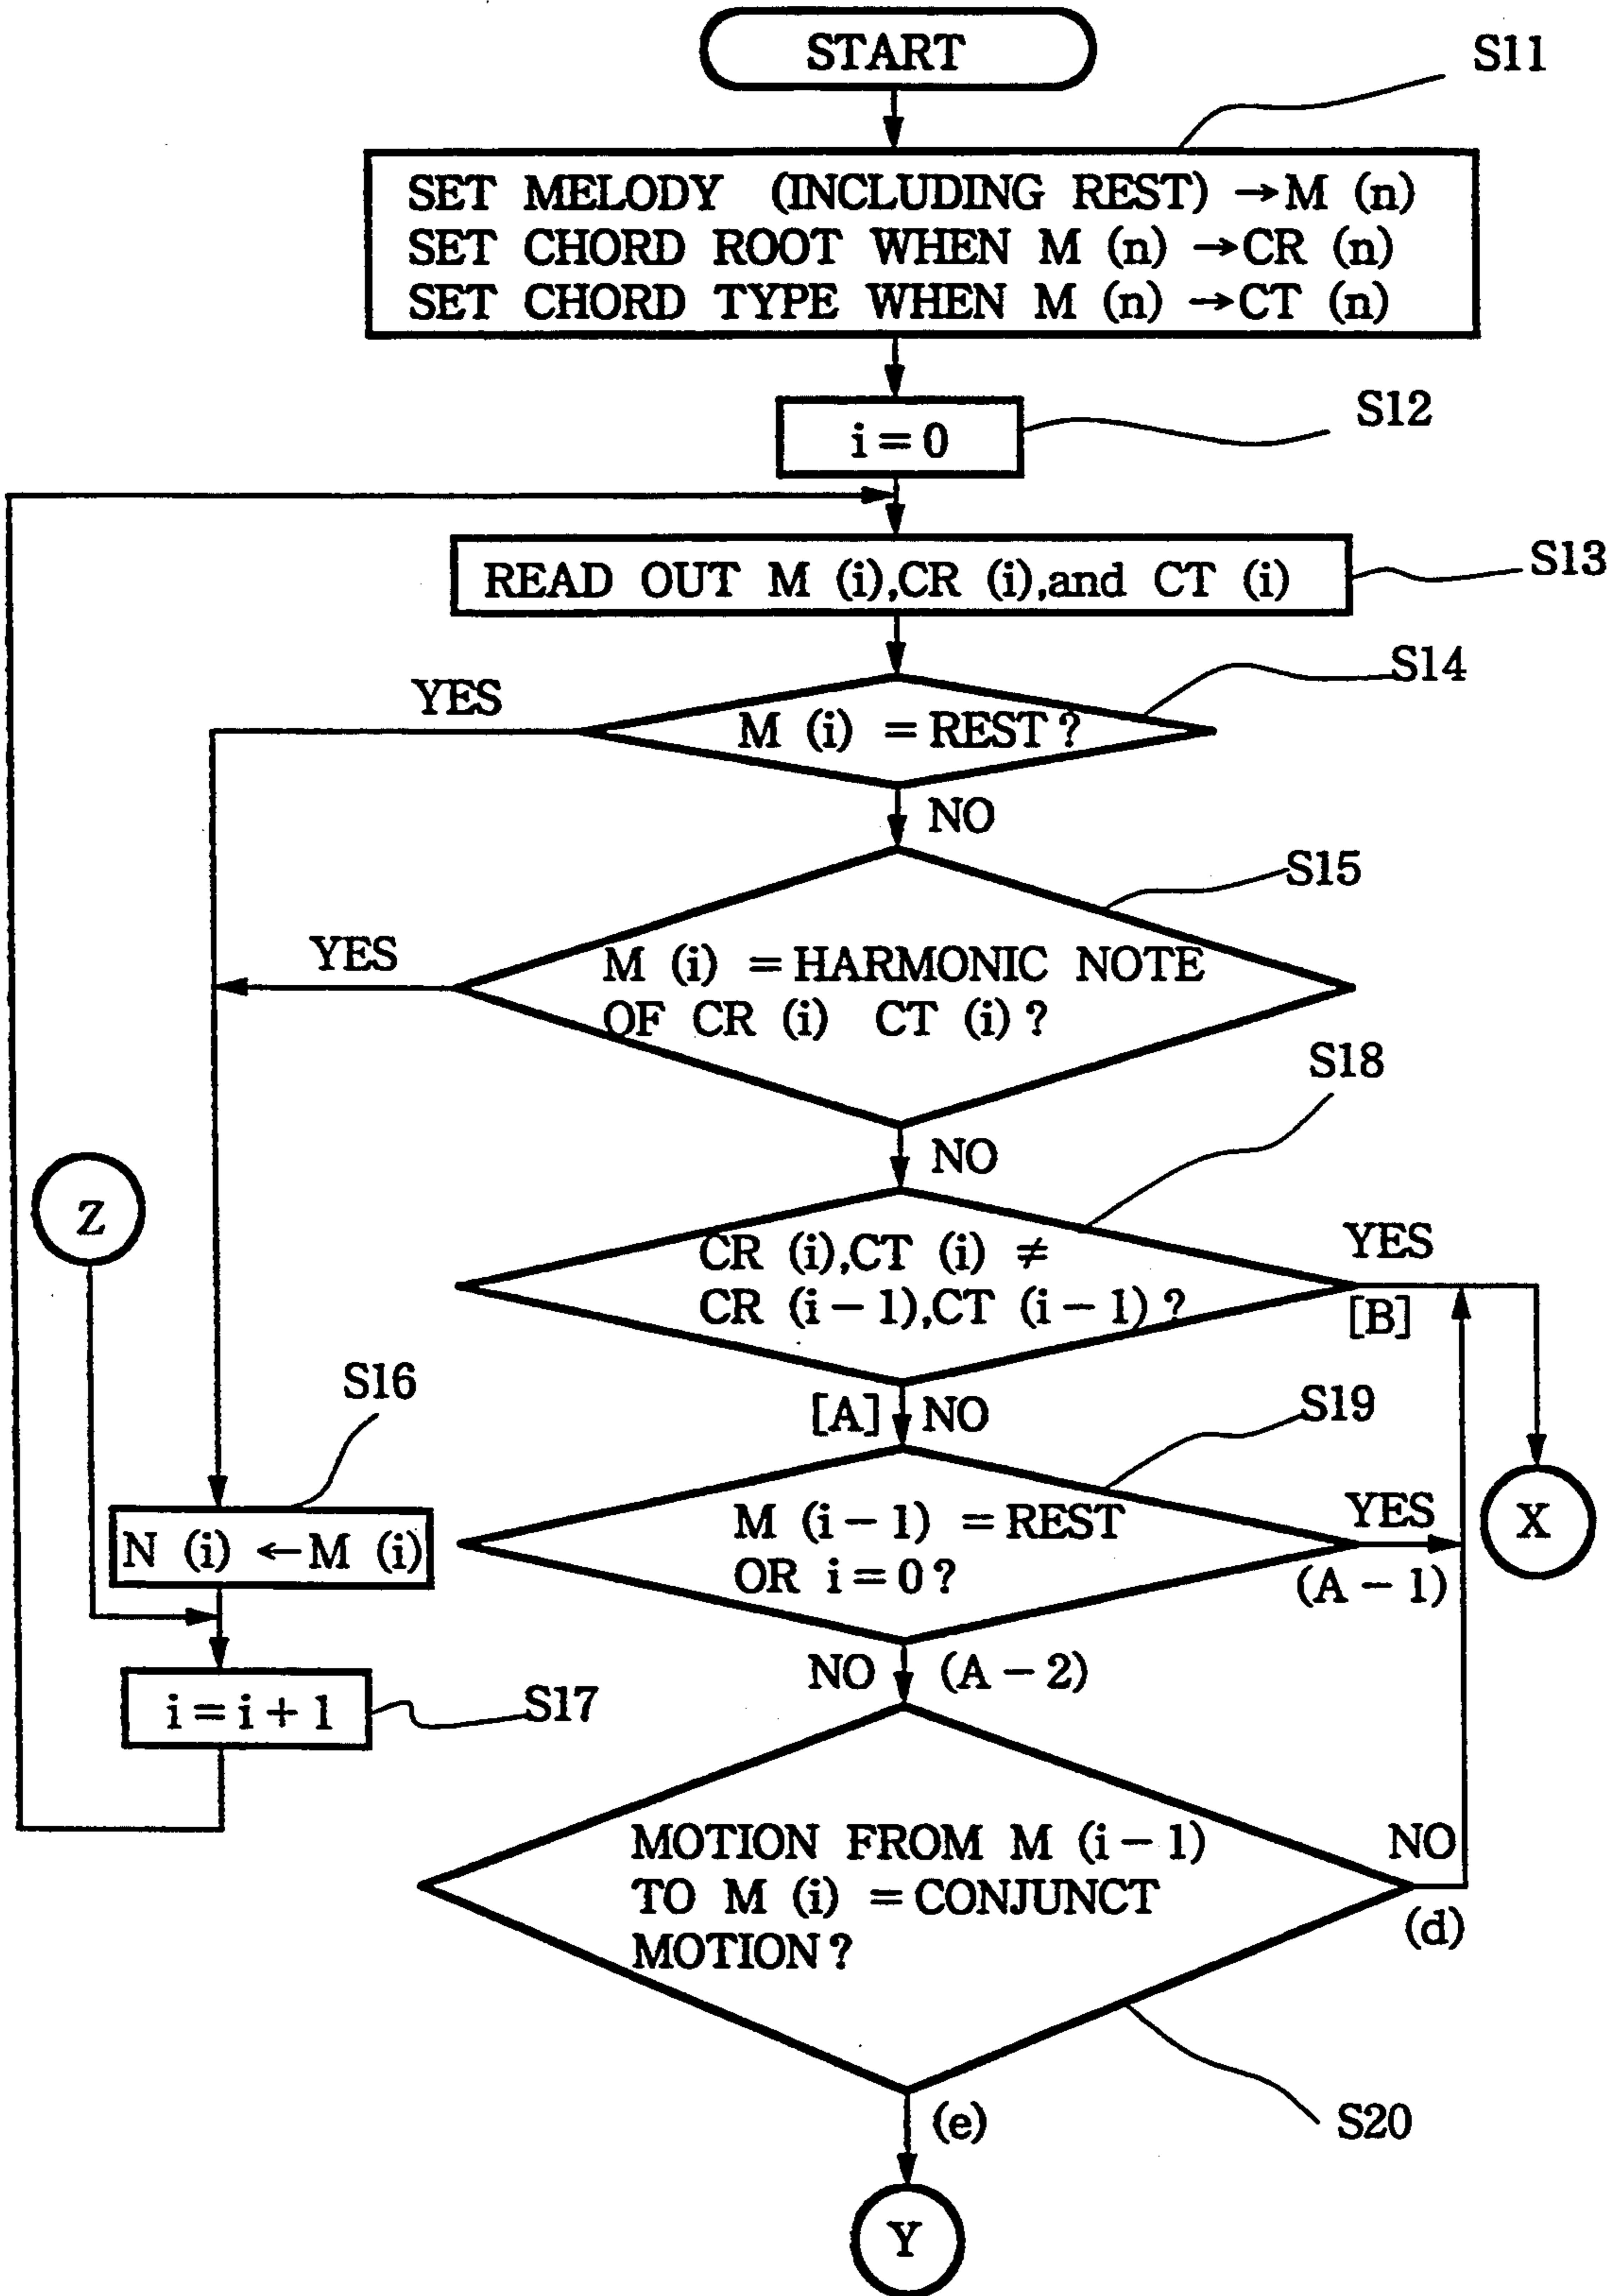 START
S11
SET MELODY (INCLUDING REST) →M (n)
SET CHORD ROOT WHEN M (n) →CR (n)
SET CHORD TYPE WHEN M (n) →CT (n)
S12
i = 0
S13
READ OUT M (i),CR (i),and CT (i)
S14
YES
M (i) = REST ?
NO
S15
YES
M (i) = HARMONIC NOTE
OF CR (i) CT (i) ?
S18
NO
Z
YES
CR (i),CT (i) ≠
CR (i − 1),CT (i − 1) ?
[B]
S16
[A] NO
S19
M (i − 1) = REST
OR i = 0 ?
YES
(A − 1)
X
N (i) ←M (i)
NO (A − 2)
i = i + 1
S17
MOTION FROM M (i − 1)
TO M (i) = CONJUNCT
MOTION ?
NO
(d)
(e)
S20
Y